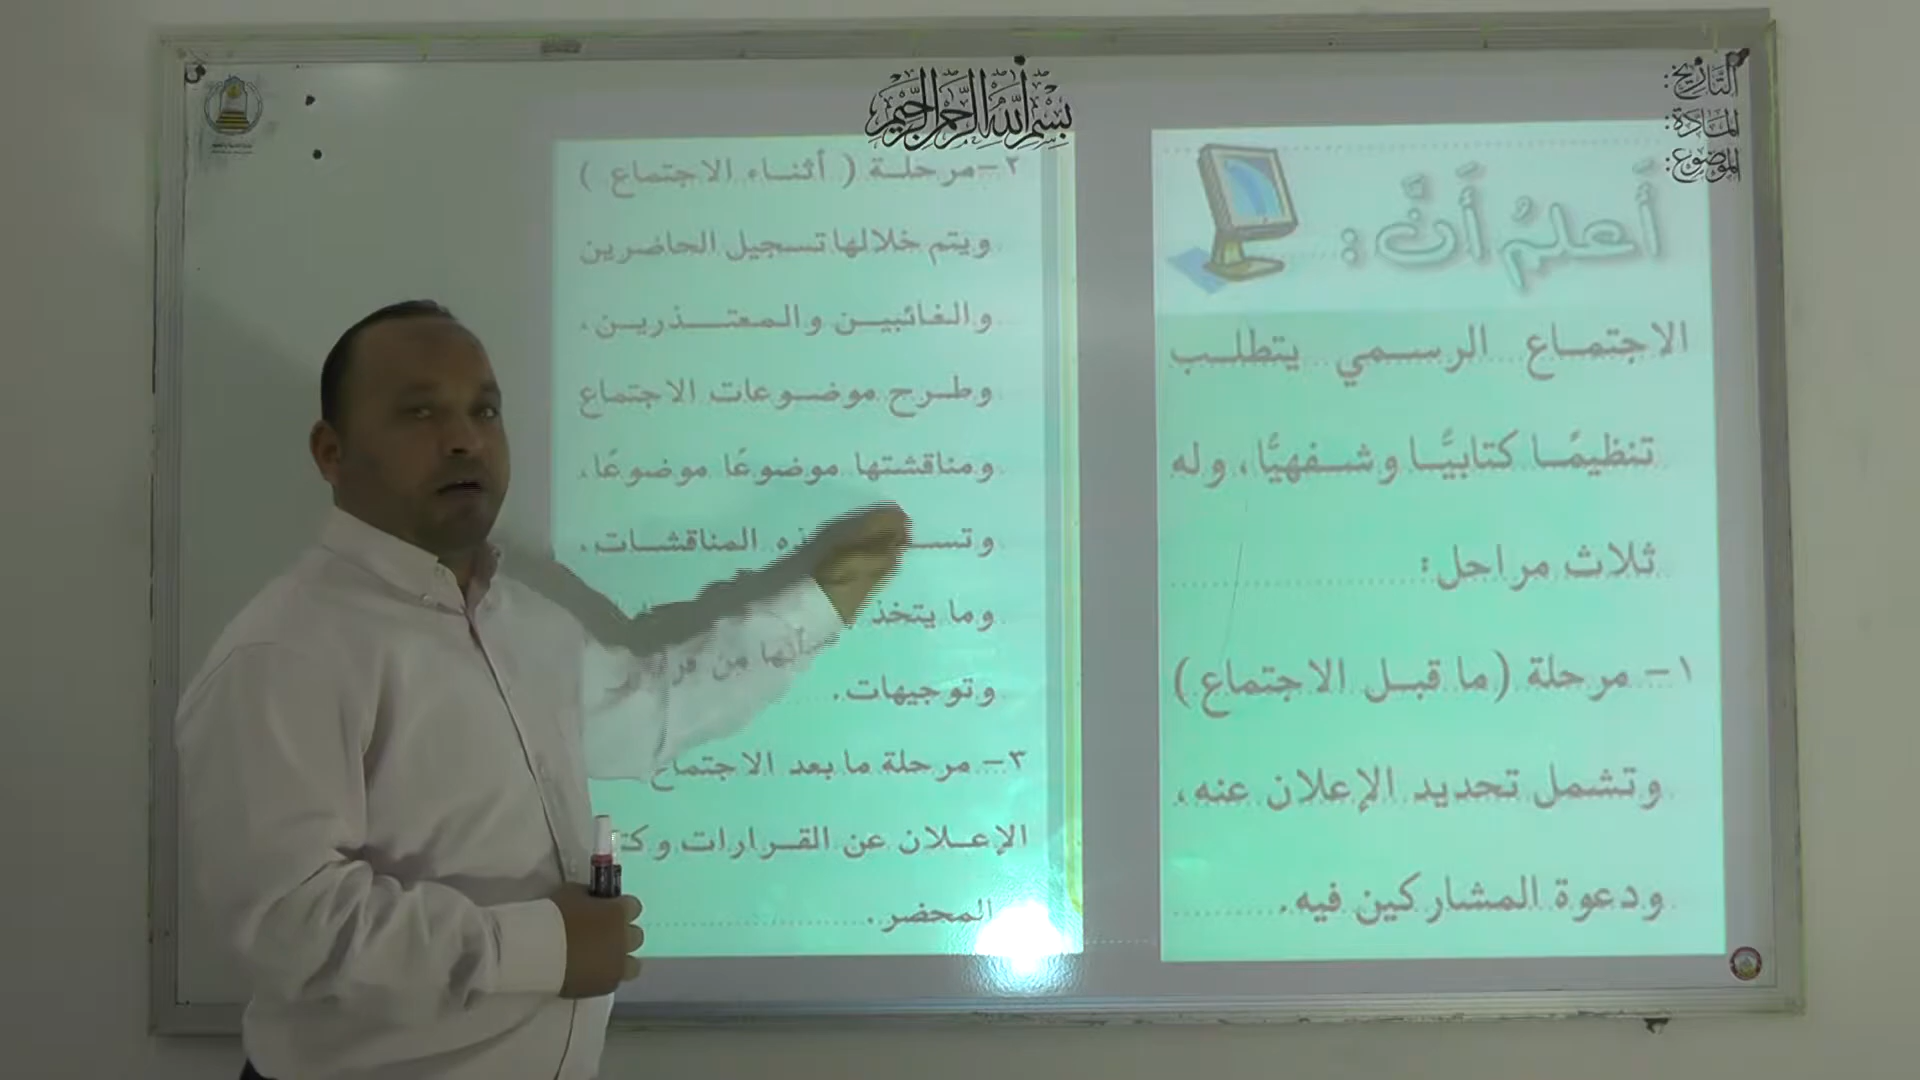 بسم الله الرحمن الرحيم
التاريخ:
المادة:
الموضوع:
أَعلمُ أَنَّ:
الاجتماع الرسمي يتطلب
تنظيمًا كتابيًّا وشفهيًّا، وله
ثلاث مراحل:
١- مرحلة (ما قبل الاجتماع)
وتشمل تحديد الإعلان عنه،
ودعوة المشاركين فيه.
٢- مرحلة (أثناء الاجتماع)
ويتم خلالها تسجيل الحاضرين
والغائبين والمعتذرين،
وطرح موضوعات الاجتماع
ومناقشتها موضوعًا موضوعًا،
المناقشات،
وما يتخذ
وتوجيهات.
٣- مرحلة ما بعد الاجتماع
الإعلان عن القرارات
المحضر.